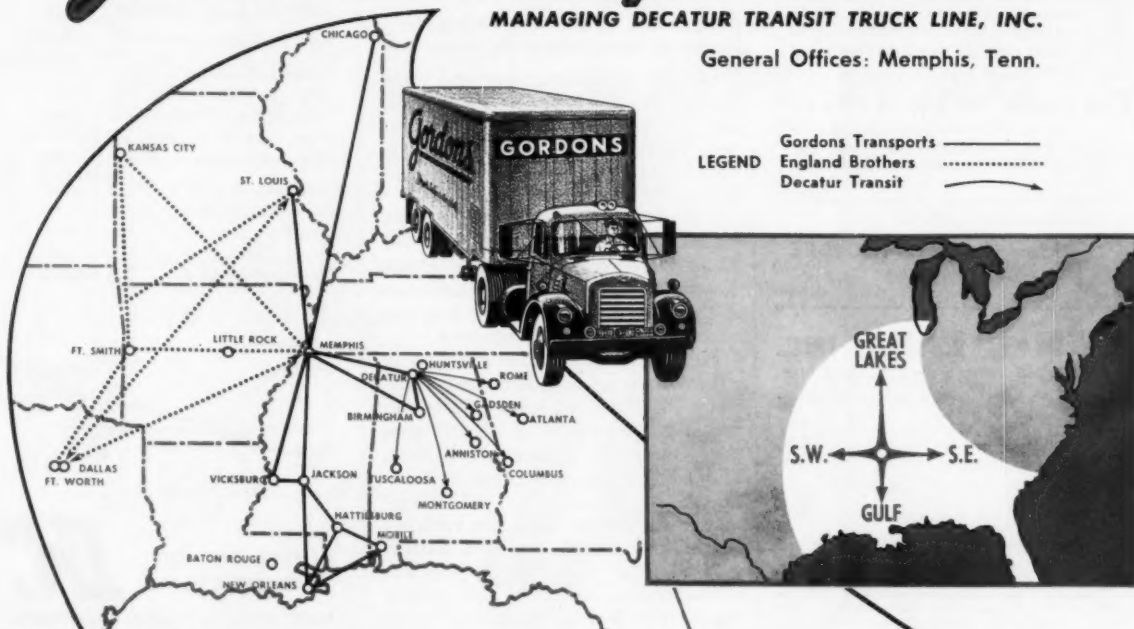 MANAGING DECATUR TRANSIT TRUCK LINE, INC.
General Offices: Memphis, Tenn.
LEGEND
Gordons Transports
England Brothers
Decatur Transit
Gordons
GORDONS
CHICAGO
KANSAS CITY
ST. LOUIS
FT. SMITH
LITTLE ROCK
MEMPHIS
HUNTSVILLE
DECATUR
ROME
GADSDEN
BIRMINGHAM
ATLANTA
ANNISTON
COLUMBUS
DALLAS
FT. WORTH
VICKSBURG
JACKSON
TUSCALOOSA
MONTGOMERY
HATTIESBURG
MOBILE
BATON ROUGE
NEW ORLEANS
GREAT
LAKES
S.W.
S.E.
GULF